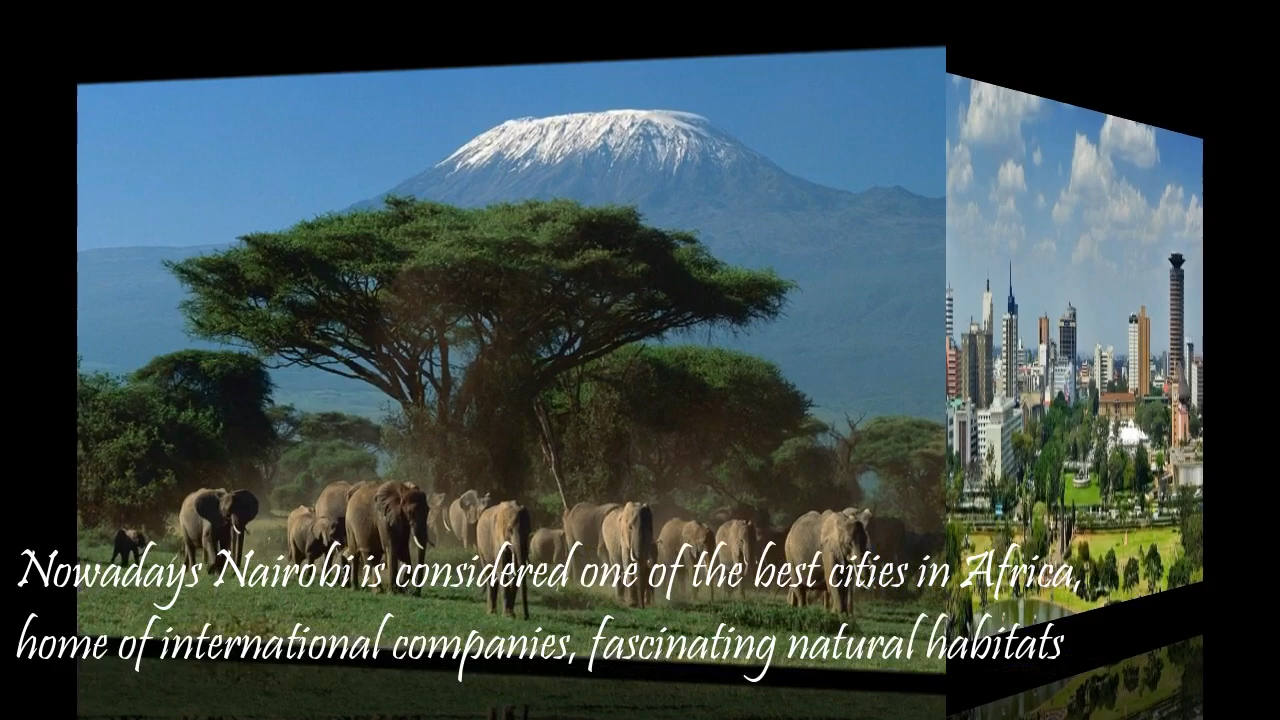 Nowadays Nairobi is considered one of the best cities in Africa,
home of international companies, fascinating natural habitats